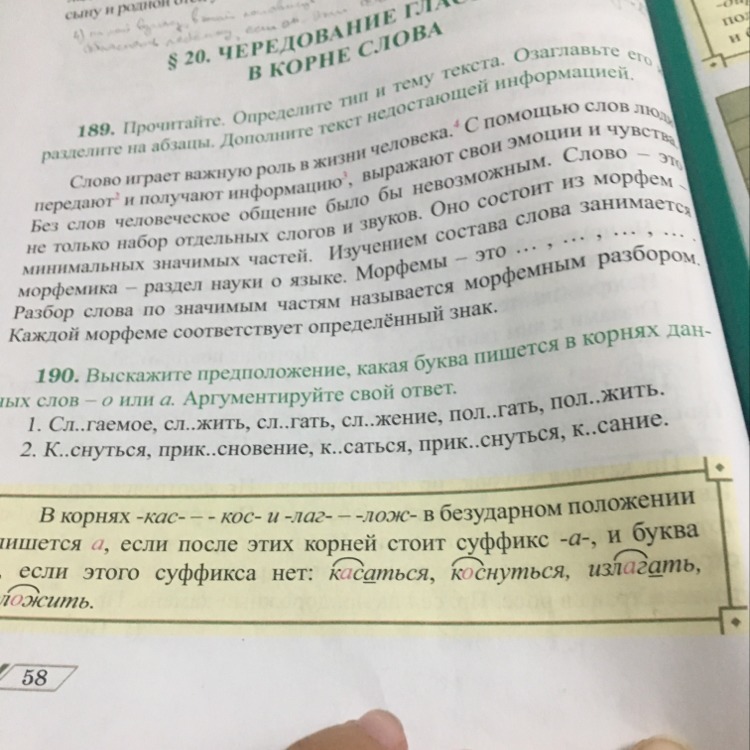 сыну и родной
§ 20. ЧЕРЕДОВАНИЕ ГЛАС
В КОРНЕ СЛОВА
189. Прочитайте. Определите тип и тему текста. Озаглавьте его
разделите на абзацы. Дополните текст недостающей информацией.
Слово играет важную роль в жизни человека.⁴ С помощью слов люди
передают² и получают информацию³, выражают свои эмоции и чувства
Без слов человеческое общение было бы невозможным. Слово – это
не только набор отдельных слогов и звуков. Оно состоит из морфем –
минимальных значимых частей. Изучением состава слова занимается
морфемика – раздел науки о языке. Морфемы – это ... , ... , ... , ... .
Разбор слова по значимым частям называется морфемным разбором.
Каждой морфеме соответствует определённый знак.
190. Выскажите предположение, какая буква пишется в корнях дан-
ных слов – о или а. Аргументируйте свой ответ.
1. Сл..гаемое, сл..жить, сл..гать, сл..жение, пол..гать, пол..жить.
2. К..снуться, прик..сновение, к..саться, прик..снуться, к..сание.
В корнях -кас- – - кос- и -лаг- – -лож- в безударном положении
пишется а, если после этих корней стоит суффикс -а-, и буква
, если этого суффикса нет: касаться, коснуться, излагать,
ложить.
58